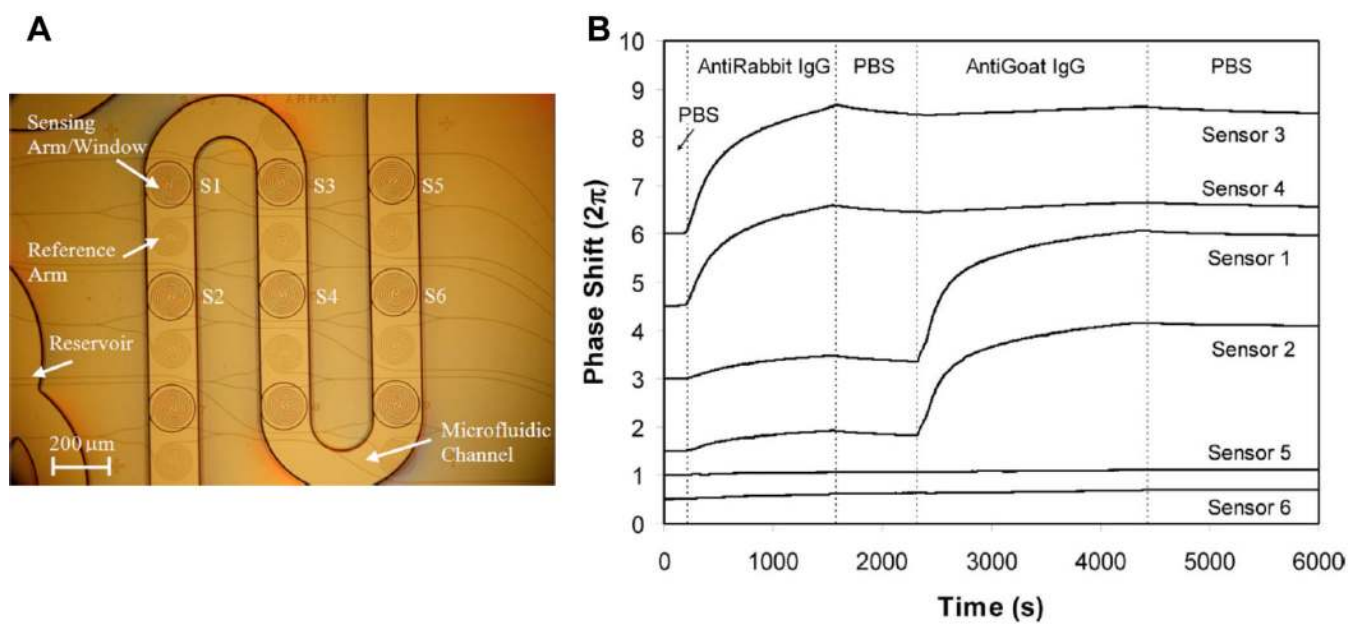 A
Sensing
Arm/Window
Reference
Arm
Reservoir
200 μm
S1
S2
S3
S4
S5
S6
ARRAY
Microfluidic
Channel
B
Phase Shift (2π)
10
9
8
7
6
5
4
3
2
1
0
PBS
AntiRabbit IgG
PBS
AntiGoat IgG
PBS
Sensor 3
Sensor 4
Sensor 1
Sensor 2
Sensor 5
Sensor 6
0
1000
2000
3000
4000
5000
6000
Time (s)